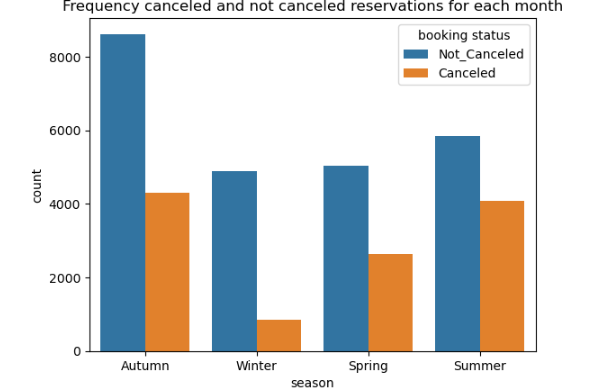 Frequency canceled and not canceled reservations for each month
booking status
Not_Canceled
Canceled
8000
6000
4000
2000
0
count
Autumn Winter Spring Summer
season